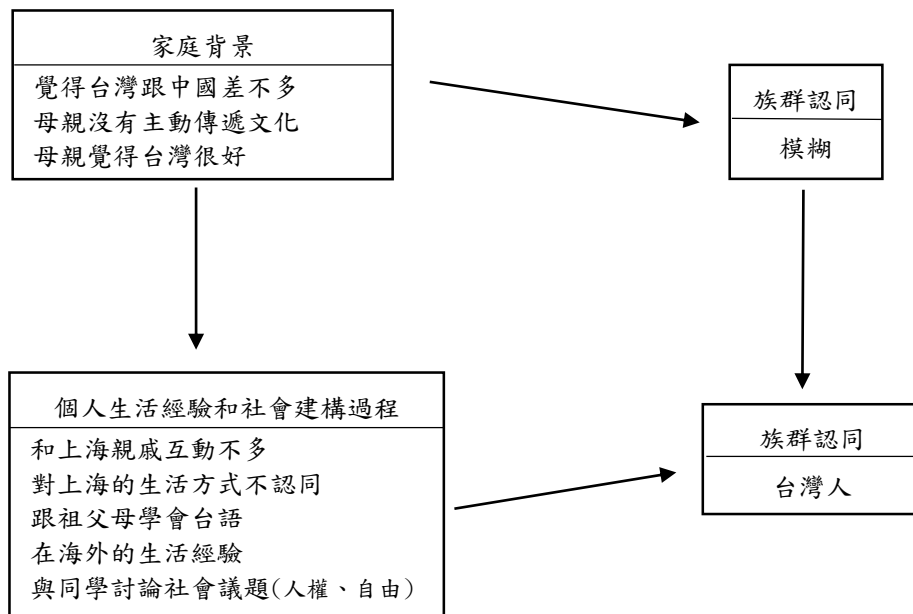 家庭背景
覺得台灣跟中國差不多
母親沒有主動傳遞文化
母親覺得台灣很好
族群認同
模糊
個人生活經驗和社會建構過程
和上海親戚互動不多
對上海的生活方式不認同
跟祖父母學會台語
在海外的生活經驗
與同學討論社會議題(人權、自由)
族群認同
台灣人